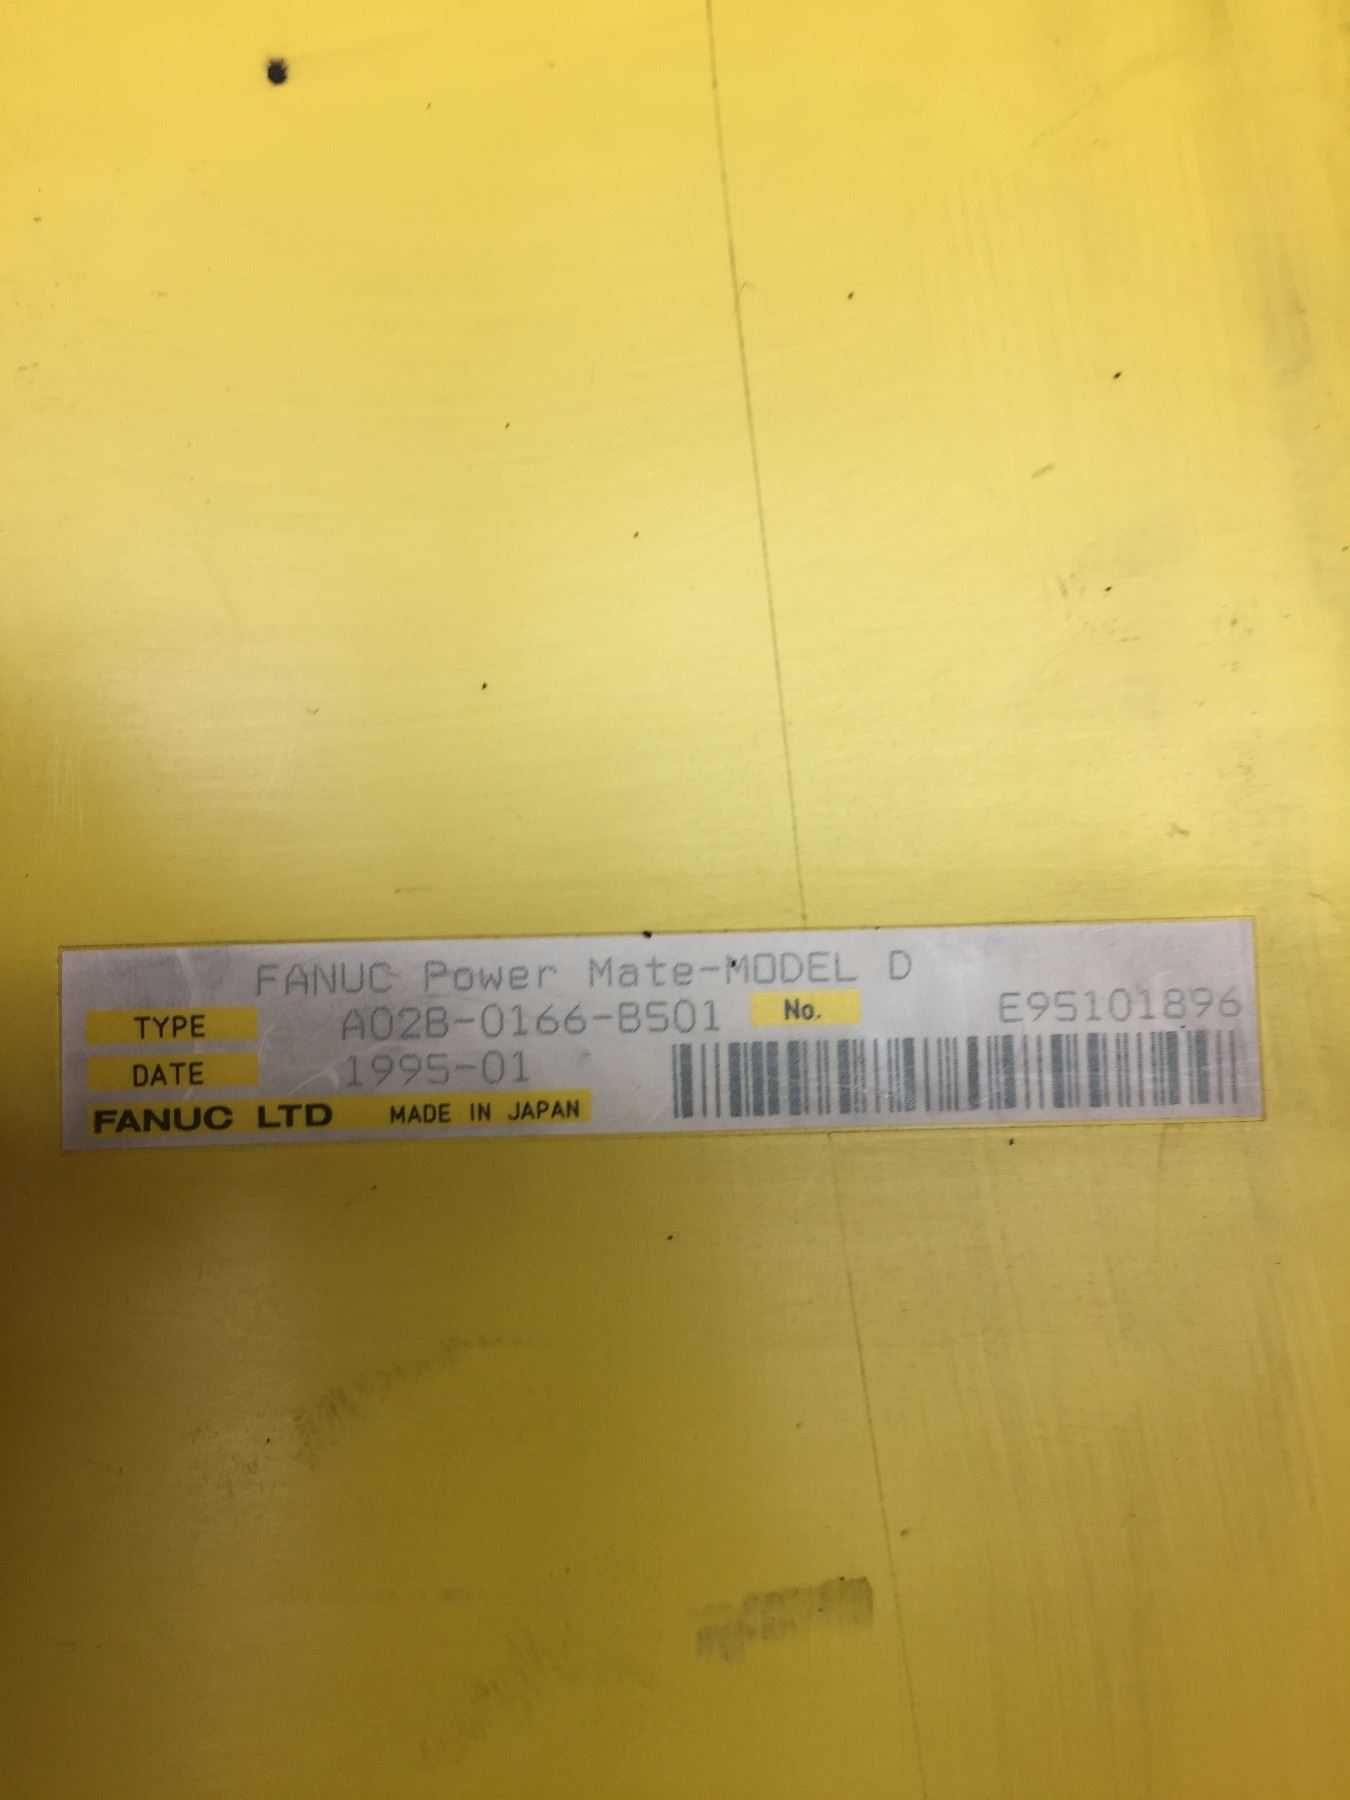 FANUC Power Mate-MODEL D
TYPE A02B-0166-B501 No. E95101896
DATE 1995-01
FANUC LTD MADE IN JAPAN